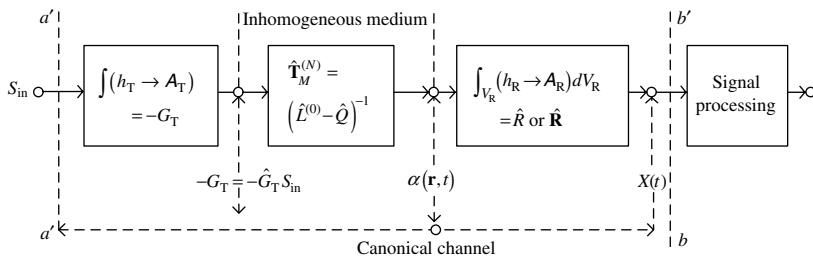 a′
Inhomogeneous medium
b′
S_in
∫(h_T → A_T)
= −G_T
T̂_M^(N) =
(L̂^(0) − Q̂)^−1
∫_V_R (h_R → A_R) dV_R
= R̂ or 𝐑̂
Signal
processing
−G_T = −Ĝ_T S_in
α(r, t)
X(t)
a′
b
Canonical channel